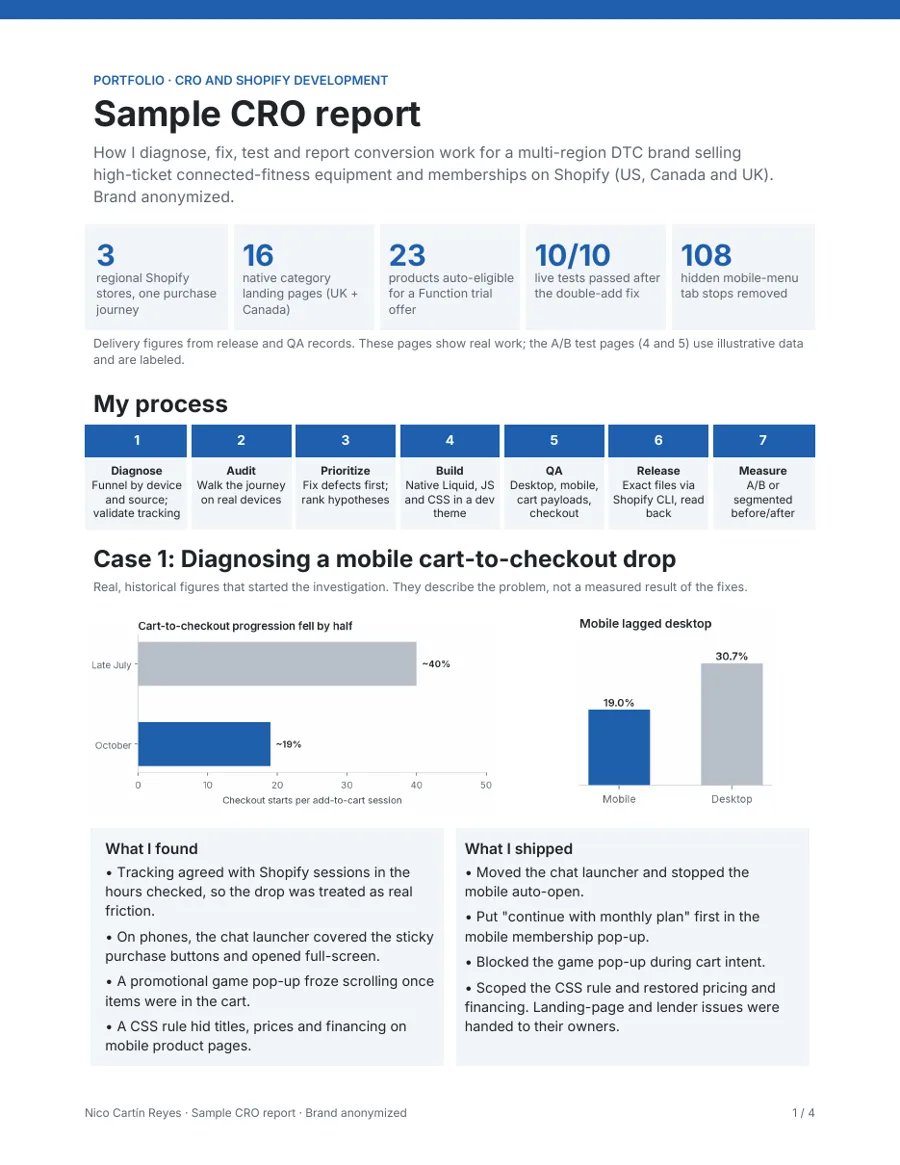 PORTFOLIO · CRO AND SHOPIFY DEVELOPMENT
Sample CRO report
How I diagnose, fix, test and report conversion work for a multi-region DTC brand selling
high-ticket connected-fitness equipment and memberships on Shopify (US, Canada and UK).
Brand anonymized.
3
regional Shopify
stores, one purchase
journey
16
native category
landing pages (UK +
Canada)
23
products auto-eligible
for a Function trial
offer
10/10
live tests passed after
the double-add fix
108
hidden mobile-menu
tab stops removed
Delivery figures from release and QA records. These pages show real work; the A/B test pages (4 and 5) use illustrative data
and are labeled.
My process
1
Diagnose
Funnel by device
and source;
validate tracking
2
Audit
Walk the journey
on real devices
3
Prioritize
Fix defects first;
rank hypotheses
4
Build
Native Liquid, JS
and CSS in a dev
theme
5
QA
Desktop, mobile,
cart payloads,
checkout
6
Release
Exact files via
Shopify CLI, read
back
7
Measure
A/B or
segmented
before/after
Case 1: Diagnosing a mobile cart-to-checkout drop
Real, historical figures that started the investigation. They describe the problem, not a measured result of the fixes.
Cart-to-checkout progression fell by half
Late July
~40%
October
~19%
0 10 20 30 40 50
Checkout starts per add-to-cart session
Mobile lagged desktop
19.0%
30.7%
Mobile Desktop
What I found
• Tracking agreed with Shopify sessions in the
hours checked, so the drop was treated as real
friction.
• On phones, the chat launcher covered the sticky
purchase buttons and opened full-screen.
• A promotional game pop-up froze scrolling once
items were in the cart.
• A CSS rule hid titles, prices and financing on
mobile product pages.
What I shipped
• Moved the chat launcher and stopped the
mobile auto-open.
• Put "continue with monthly plan" first in the
mobile membership pop-up.
• Blocked the game pop-up during cart intent.
• Scoped the CSS rule and restored pricing and
financing. Landing-page and lender issues were
handed to their owners.
Nico Cartín Reyes · Sample CRO report · Brand anonymized
1 / 4